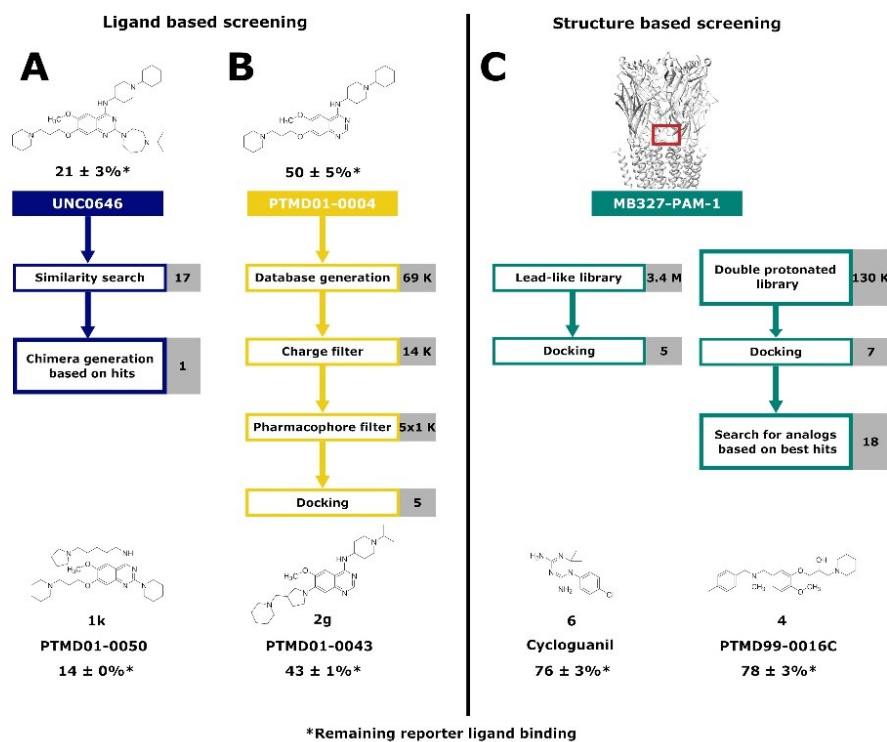 Ligand based screening
Structure based screening
A
B
C
21 ± 3%*
50 ± 5%*
UNC0646
PTMD01-0004
MB327-PAM-1
Similarity search 17
Chimera generation
based on hits
1
Database generation 69 K
Charge filter 14 K
Pharmacophore filter 5x1 K
Docking 5
Lead-like library 3.4 M
Docking 5
Double protonated
library
130 K
Docking 7
Search for analogs
based on best hits
18
1k
PTMD01-0050
14 ± 0%*
2g
PTMD01-0043
43 ± 1%*
6
Cycloguanil
76 ± 3%*
4
PTMD99-0016C
78 ± 3%*
*Remaining reporter ligand binding